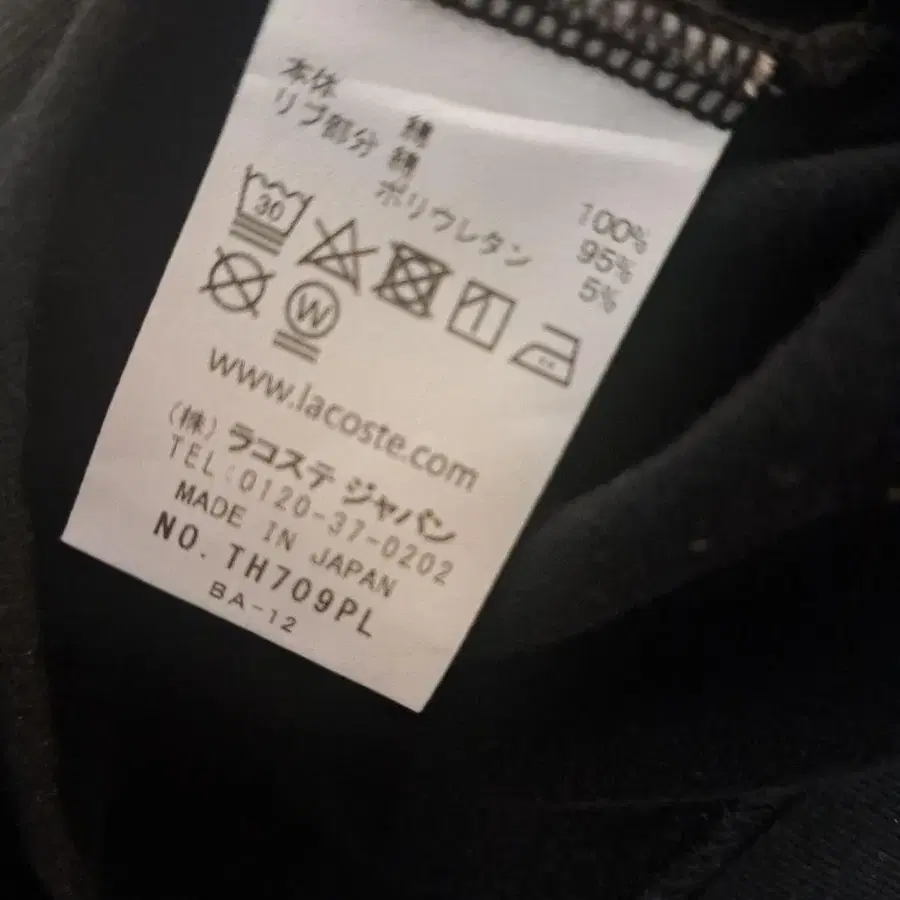 本体 綿 100%
リブ部分 綿 95%
ポリウレタン 5%
30
W
www.lacoste.com
(株) ラコステ ジャパン
TEL:0120-37-0202
MADE IN JAPAN
NO. TH709PL
BA-12